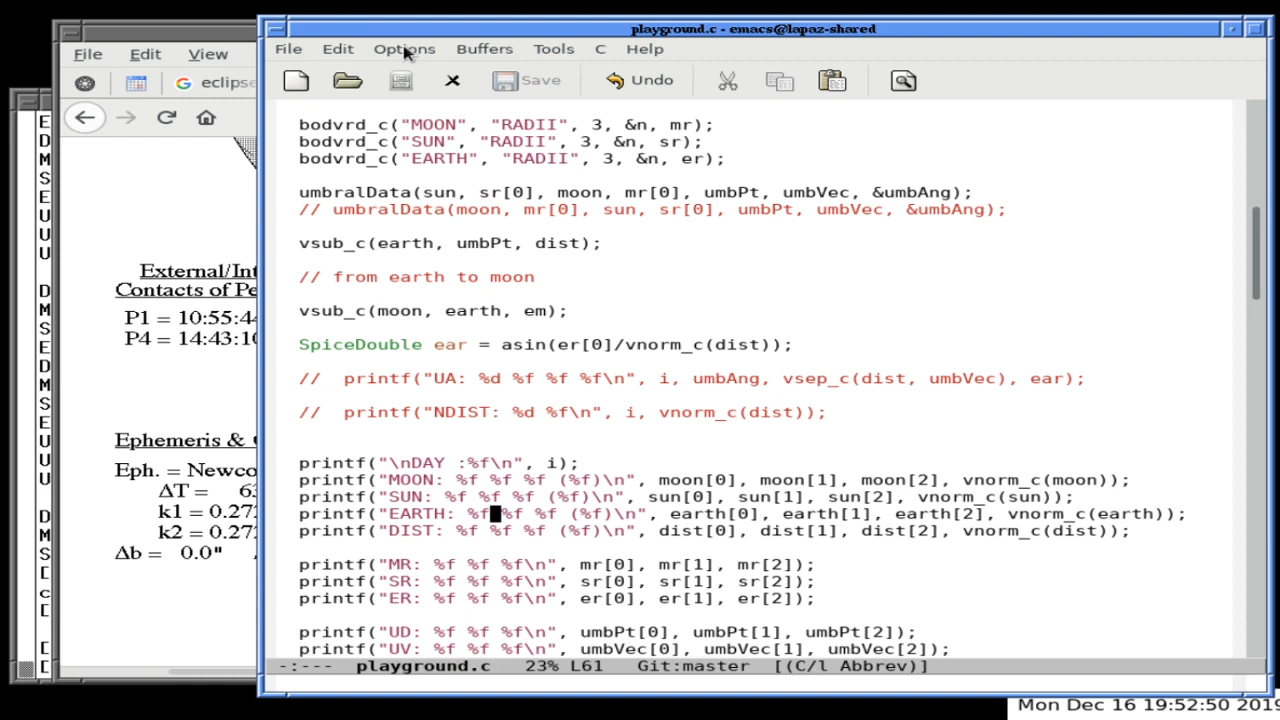 playground.c - emacs@lapaz-shared
File Edit Options Buffers Tools C Help
Save Undo
bodvrd_c("MOON", "RADII", 3, &n, mr);
bodvrd_c("SUN", "RADII", 3, &n, sr);
bodvrd_c("EARTH", "RADII", 3, &n, er);
umbralData(sun, sr[0], moon, mr[0], umbPt, umbVec, &umbAng);
// umbralData(moon, mr[0], sun, sr[0], umbPt, umbVec, &umbAng);
vsub_c(earth, umbPt, dist);
// from earth to moon
vsub_c(moon, earth, em);
SpiceDouble ear = asin(er[0]/vnorm_c(dist));
//  printf("UA: %d %f %f %f\n", i, umbAng, vsep_c(dist, umbVec), ear);
//  printf("NDIST: %d %f\n", i, vnorm_c(dist));
printf("\nDAY :%f\n", i);
printf("MOON: %f %f %f (%f)\n", moon[0], moon[1], moon[2], vnorm_c(moon));
printf("SUN: %f %f %f (%f)\n", sun[0], sun[1], sun[2], vnorm_c(sun));
printf("EARTH: %f %f %f (%f)\n", earth[0], earth[1], earth[2], vnorm_c(earth));
printf("DIST: %f %f %f (%f)\n", dist[0], dist[1], dist[2], vnorm_c(dist));
printf("MR: %f %f %f\n", mr[0], mr[1], mr[2]);
printf("SR: %f %f %f\n", sr[0], sr[1], sr[2]);
printf("ER: %f %f %f\n", er[0], er[1], er[2]);
printf("UD: %f %f %f\n", umbPt[0], umbPt[1], umbPt[2]);
printf("UV: %f %f %f\n", umbVec[0], umbVec[1], umbVec[2]);
-:---  playground.c   23% L61   Git:master  [(C/l Abbrev)]
File Edit View
G eclips
External/Int
Contacts of Pe
P1 = 10:55:44
P4 = 14:43:10
Ephemeris &
Eph. = Newco
ΔT = 63
k1 = 0.272
k2 = 0.272
Δb = 0.0"
E
D
M
S
E
U
U
U
D
M
S
E
D
M
S
E
U
U
U
D
M
S
Mon Dec 16 19:52:50 2019